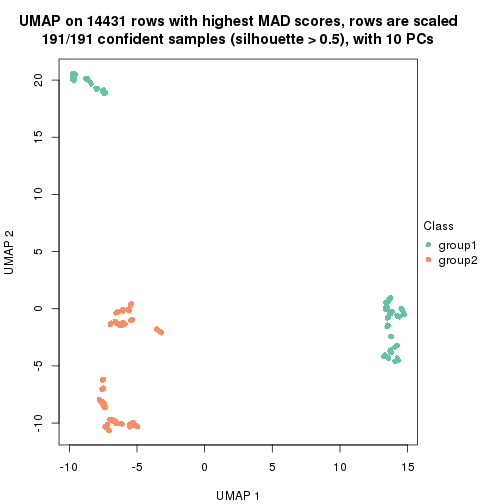 UMAP on 14431 rows with highest MAD scores, rows are scaled
191/191 confident samples (silhouette > 0.5), with 10 PCs
20
15
10
5
0
-5
-10
UMAP 2
-10
-5
0
5
10
15
UMAP 1
Class
group1
group2